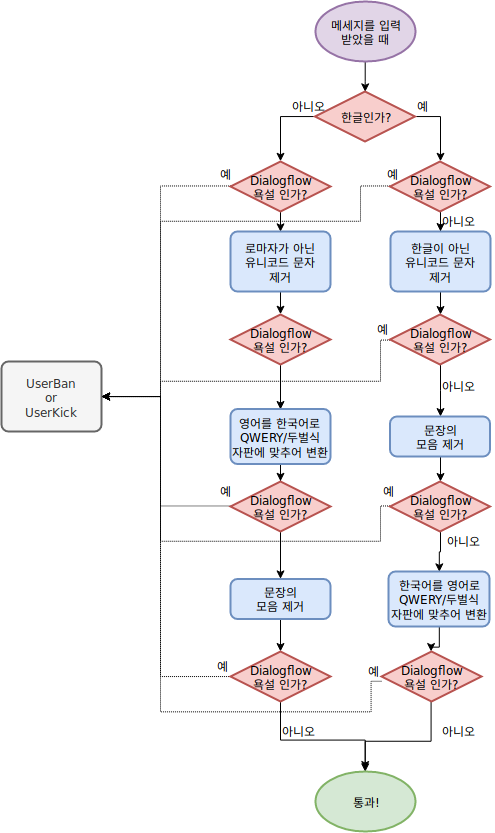 메세지를 입력
받았을 때
한글인가?
아니오
예
예
Dialogflow
욕설 인가?
예
Dialogflow
욕설 인가?
아니오
로마자가 아닌
유니코드 문자
제거
한글이 아닌
유니코드 문자
제거
Dialogflow
욕설 인가?
예
Dialogflow
욕설 인가?
아니오
UserBan
or
UserKick
영어를 한국어로
QWERY/두벌식
자판에 맞추어 변환
문장의
모음 제거
예
Dialogflow
욕설 인가?
예
Dialogflow
욕설 인가?
아니오
문장의
모음 제거
한국어를 영어로
QWERY/두벌식
자판에 맞추어 변환
예
Dialogflow
욕설 인가?
예
Dialogflow
욕설 인가?
아니오
아니오
통과!